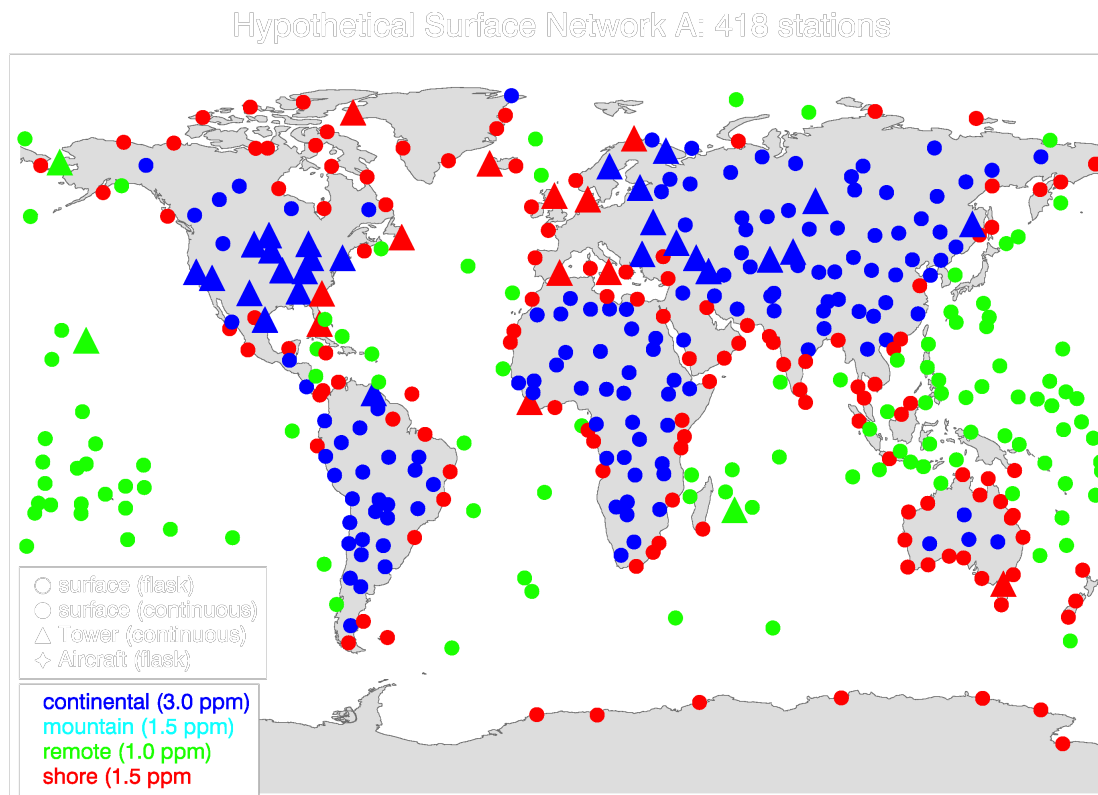 Hypothetical Surface Network A: 418 stations
surface (flask)
surface (continuous)
Tower (continuous)
Aircraft (flask)
continental (3.0 ppm)
mountain (1.5 ppm)
remote (1.0 ppm)
shore (1.5 ppm